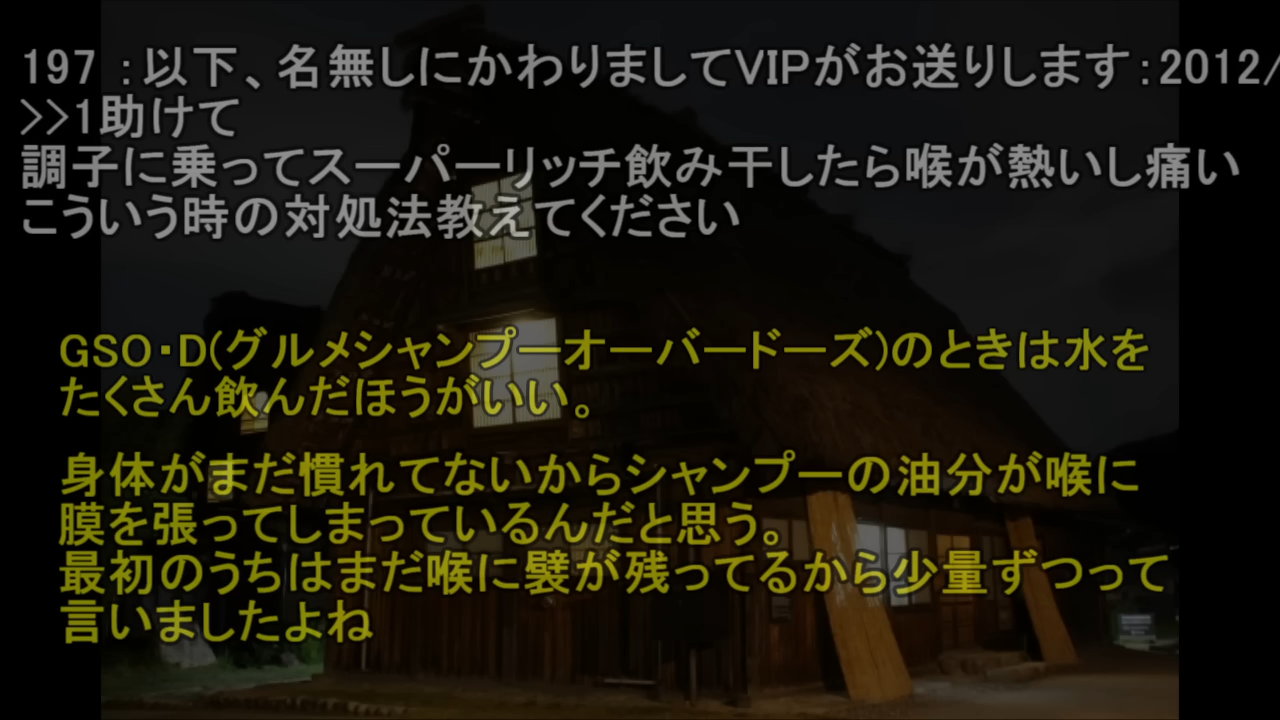 197 ：以下、名無しにかわりましてVIPがお送りします：2012/
>>1助けて
調子に乗ってスーパーリッチ飲み干したら喉が熱いし痛い
こういう時の対処法教えてください
GSO・D(グルメシャンプーオーバードーズ)のときは水を
たくさん飲んだほうがいい。
身体がまだ慣れてないからシャンプーの油分が喉に
膜を張ってしまっているんだと思う。
最初のうちはまだ喉に襞が残ってるから少量ずつって
言いましたよね